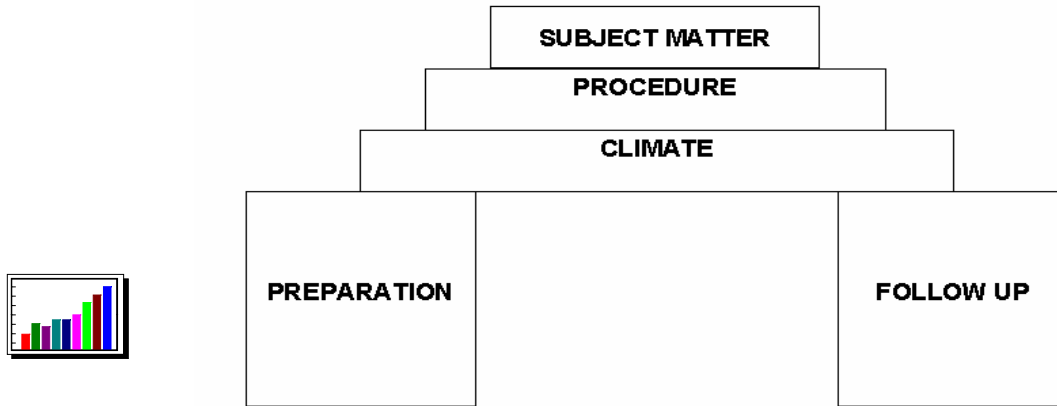 SUBJECT MATTER
PROCEDURE
CLIMATE
PREPARATION
FOLLOW UP